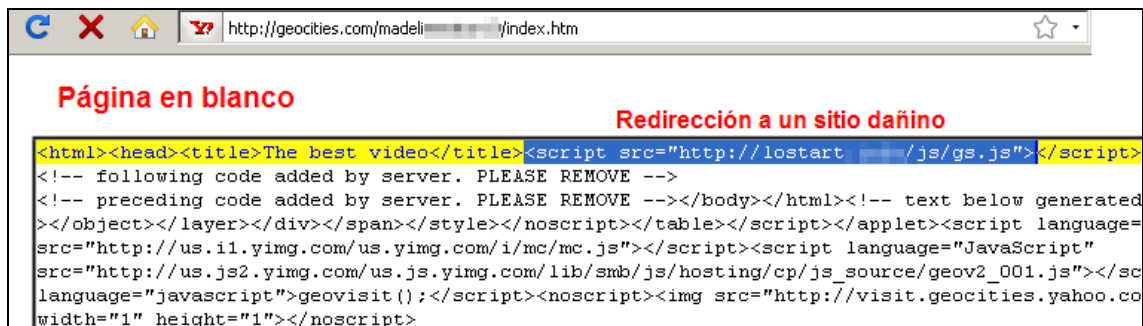 http://geocities.com/madeli /index.htm
Página en blanco
Redirección a un sitio dañino
<html><head><title>The best video</title><script src="http://lostart /js/gs.js"></script>
<!-- following code added by server. PLEASE REMOVE -->
<!-- preceding code added by server. PLEASE REMOVE --></body></html><!-- text below generated
></object></layer></div></span></style></noscript></table></script></applet><script language=
src="http://us.i1.yimg.com/us.yimg.com/i/mc/mc.js"></script><script language="JavaScript"
src="http://us.js2.yimg.com/us.js.yimg.com/lib/smb/js/hosting/cp/js_source/geov2_001.js"></sc
language="javascript">geovisit();</script><noscript><img src="http://visit.geocities.yahoo.co
width="1" height="1"></noscript>